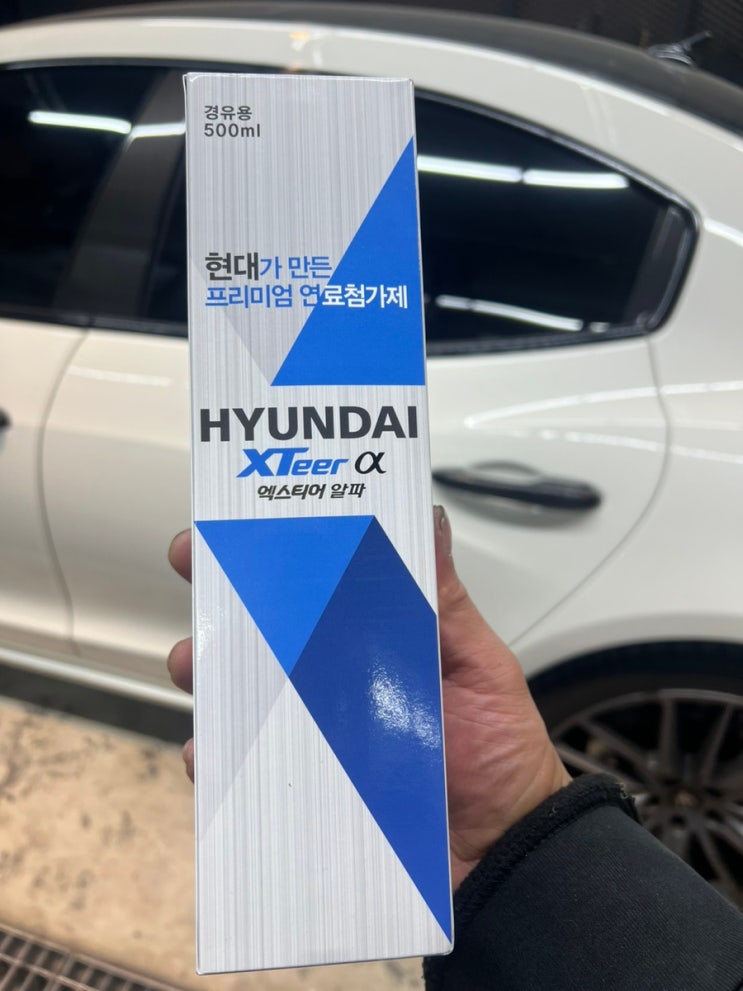 경유용
500ml
현대가 만든
프리미엄 연료첨가제
HYUNDAI
XTeer α
엑스티어 알파